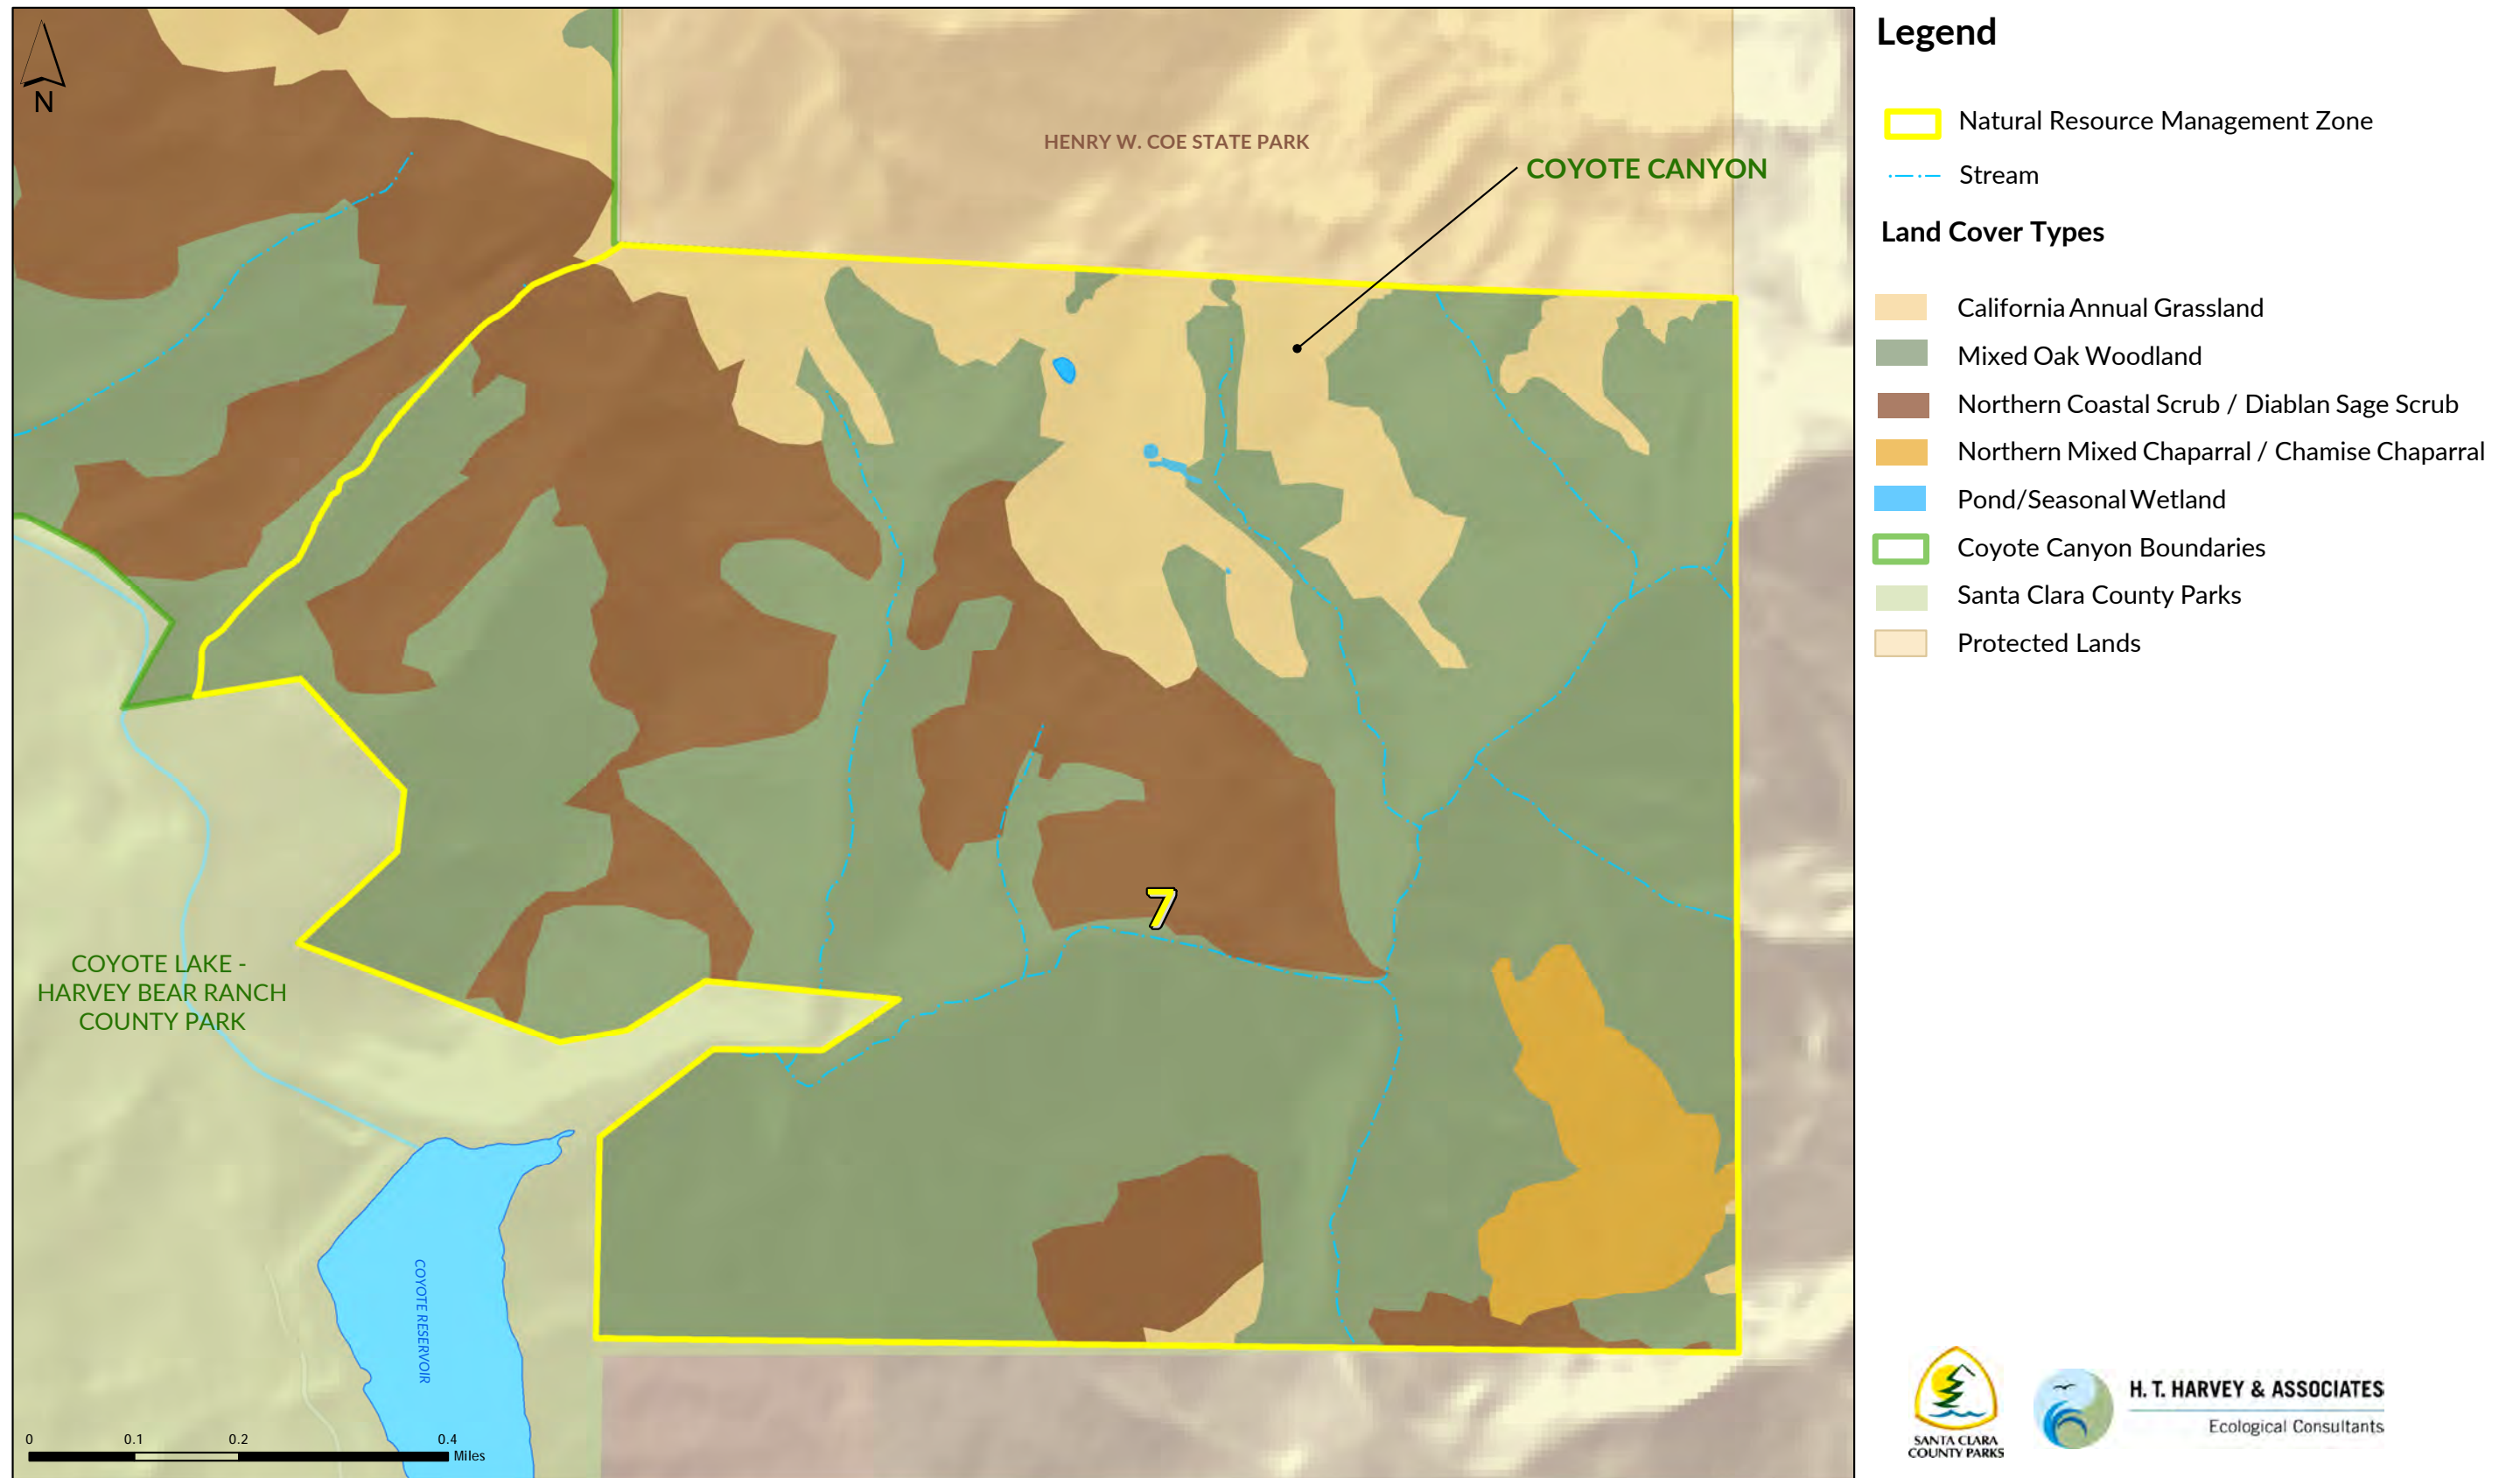 N
HENRY W. COE STATE PARK
COYOTE CANYON
7
COYOTE LAKE -
HARVEY BEAR RANCH
COUNTY PARK
COYOTE RESERVOIR
0 0.1 0.2 0.4
Miles
Legend
Natural Resource Management Zone
Stream
Land Cover Types
California Annual Grassland
Mixed Oak Woodland
Northern Coastal Scrub / Diablan Sage Scrub
Northern Mixed Chaparral / Chamise Chaparral
Pond/Seasonal Wetland
Coyote Canyon Boundaries
Santa Clara County Parks
Protected Lands
SANTA CLARA
COUNTY PARKS
H. T. HARVEY & ASSOCIATES
Ecological Consultants